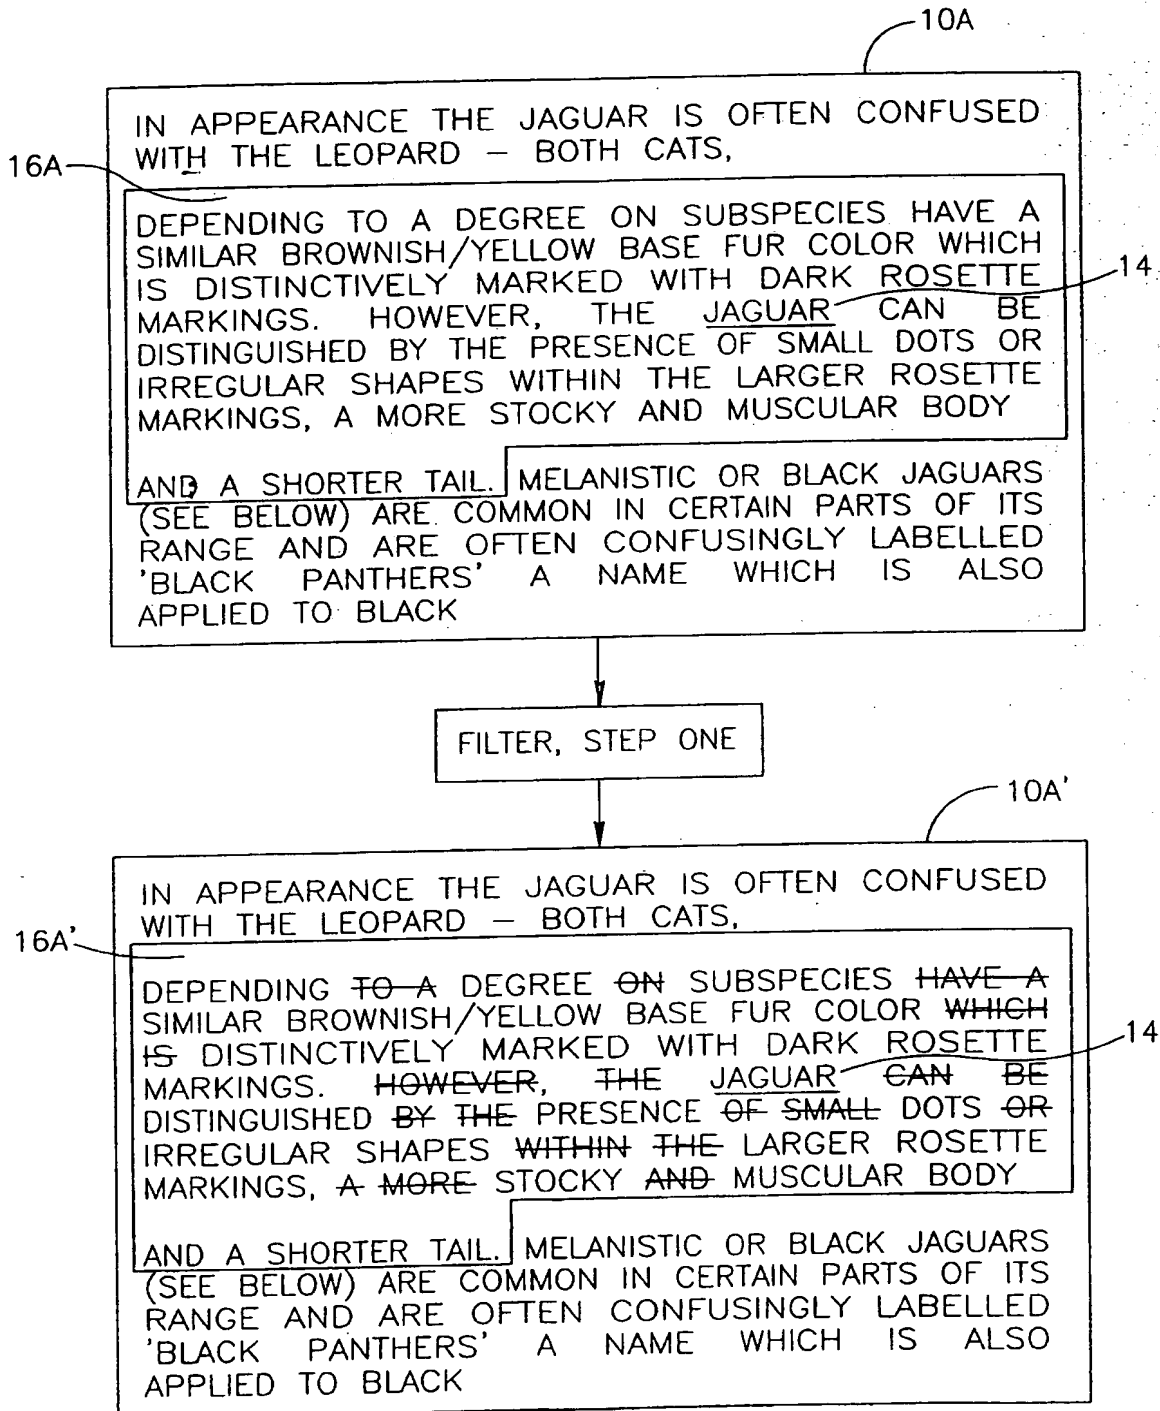 10A
IN APPEARANCE THE JAGUAR IS OFTEN CONFUSED
WITH THE LEOPARD – BOTH CATS,
16A
DEPENDING TO A DEGREE ON SUBSPECIES HAVE A
SIMILAR BROWNISH/YELLOW BASE FUR COLOR WHICH
IS DISTINCTIVELY MARKED WITH DARK ROSETTE
14
MARKINGS. HOWEVER, THE JAGUAR CAN BE
DISTINGUISHED BY THE PRESENCE OF SMALL DOTS OR
IRREGULAR SHAPES WITHIN THE LARGER ROSETTE
MARKINGS, A MORE STOCKY AND MUSCULAR BODY
AND A SHORTER TAIL. MELANISTIC OR BLACK JAGUARS
(SEE BELOW) ARE COMMON IN CERTAIN PARTS OF ITS
RANGE AND ARE OFTEN CONFUSINGLY LABELLED
'BLACK PANTHERS' A NAME WHICH IS ALSO
APPLIED TO BLACK
FILTER, STEP ONE
10A'
IN APPEARANCE THE JAGUAR IS OFTEN CONFUSED
WITH THE LEOPARD – BOTH CATS,
16A'
DEPENDING TO A DEGREE ON SUBSPECIES HAVE A
SIMILAR BROWNISH/YELLOW BASE FUR COLOR WHICH
IS DISTINCTIVELY MARKED WITH DARK ROSETTE
14
MARKINGS. HOWEVER, THE JAGUAR CAN BE
DISTINGUISHED BY THE PRESENCE OF SMALL DOTS OR
IRREGULAR SHAPES WITHIN THE LARGER ROSETTE
MARKINGS, A MORE STOCKY AND MUSCULAR BODY
AND A SHORTER TAIL. MELANISTIC OR BLACK JAGUARS
(SEE BELOW) ARE COMMON IN CERTAIN PARTS OF ITS
RANGE AND ARE OFTEN CONFUSINGLY LABELLED
'BLACK PANTHERS' A NAME WHICH IS ALSO
APPLIED TO BLACK